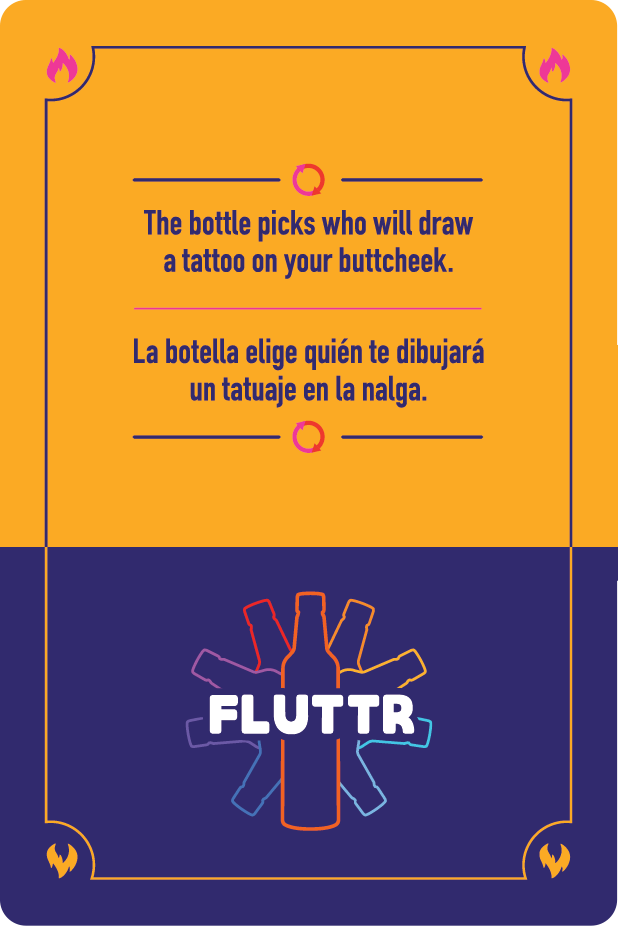 The bottle picks who will draw
a tattoo on your buttcheek.
La botella elige quién te dibujará
un tatuaje en la nalga.
FLUTTR